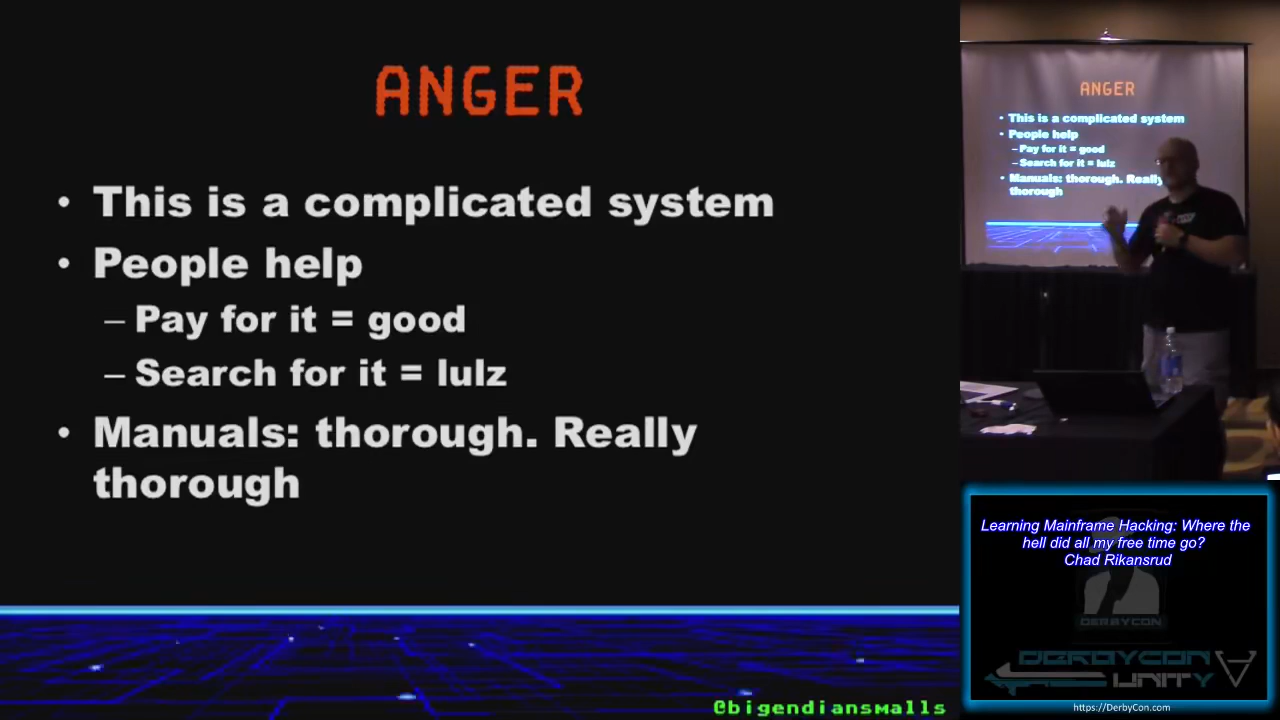 ANGER
• This is a complicated system
• People help
– Pay for it = good
– Search for it = lulz
• Manuals: thorough. Really
thorough
@bigendiansmalls
ANGER
• This is a complicated system
• People help
– Pay for it = good
– Search for it = lulz
• Manuals: thorough. Really
thorough
Learning Mainframe Hacking: Where the
hell did all my free time go?
Chad Rikansrud
DERBYCON
DERBYCON
UNITY
https://DerbyCon.com